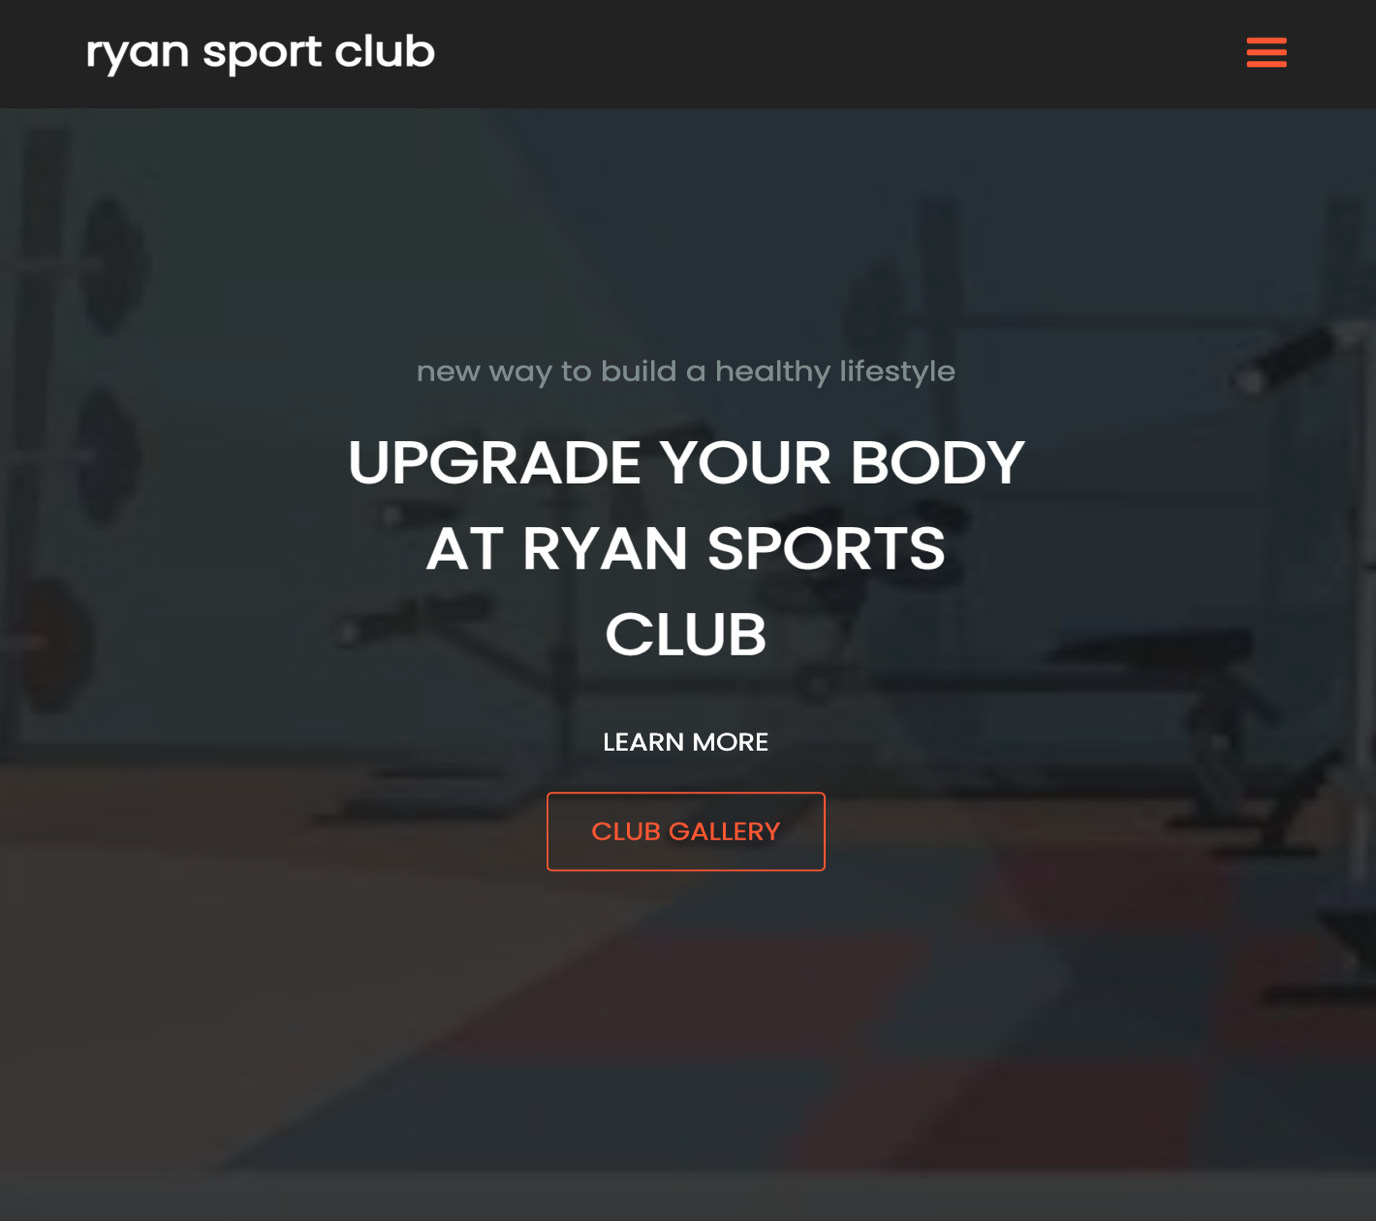 ryan sport club
new way to build a healthy lifestyle
UPGRADE YOUR BODY
AT RYAN SPORTS
CLUB
LEARN MORE
CLUB GALLERY